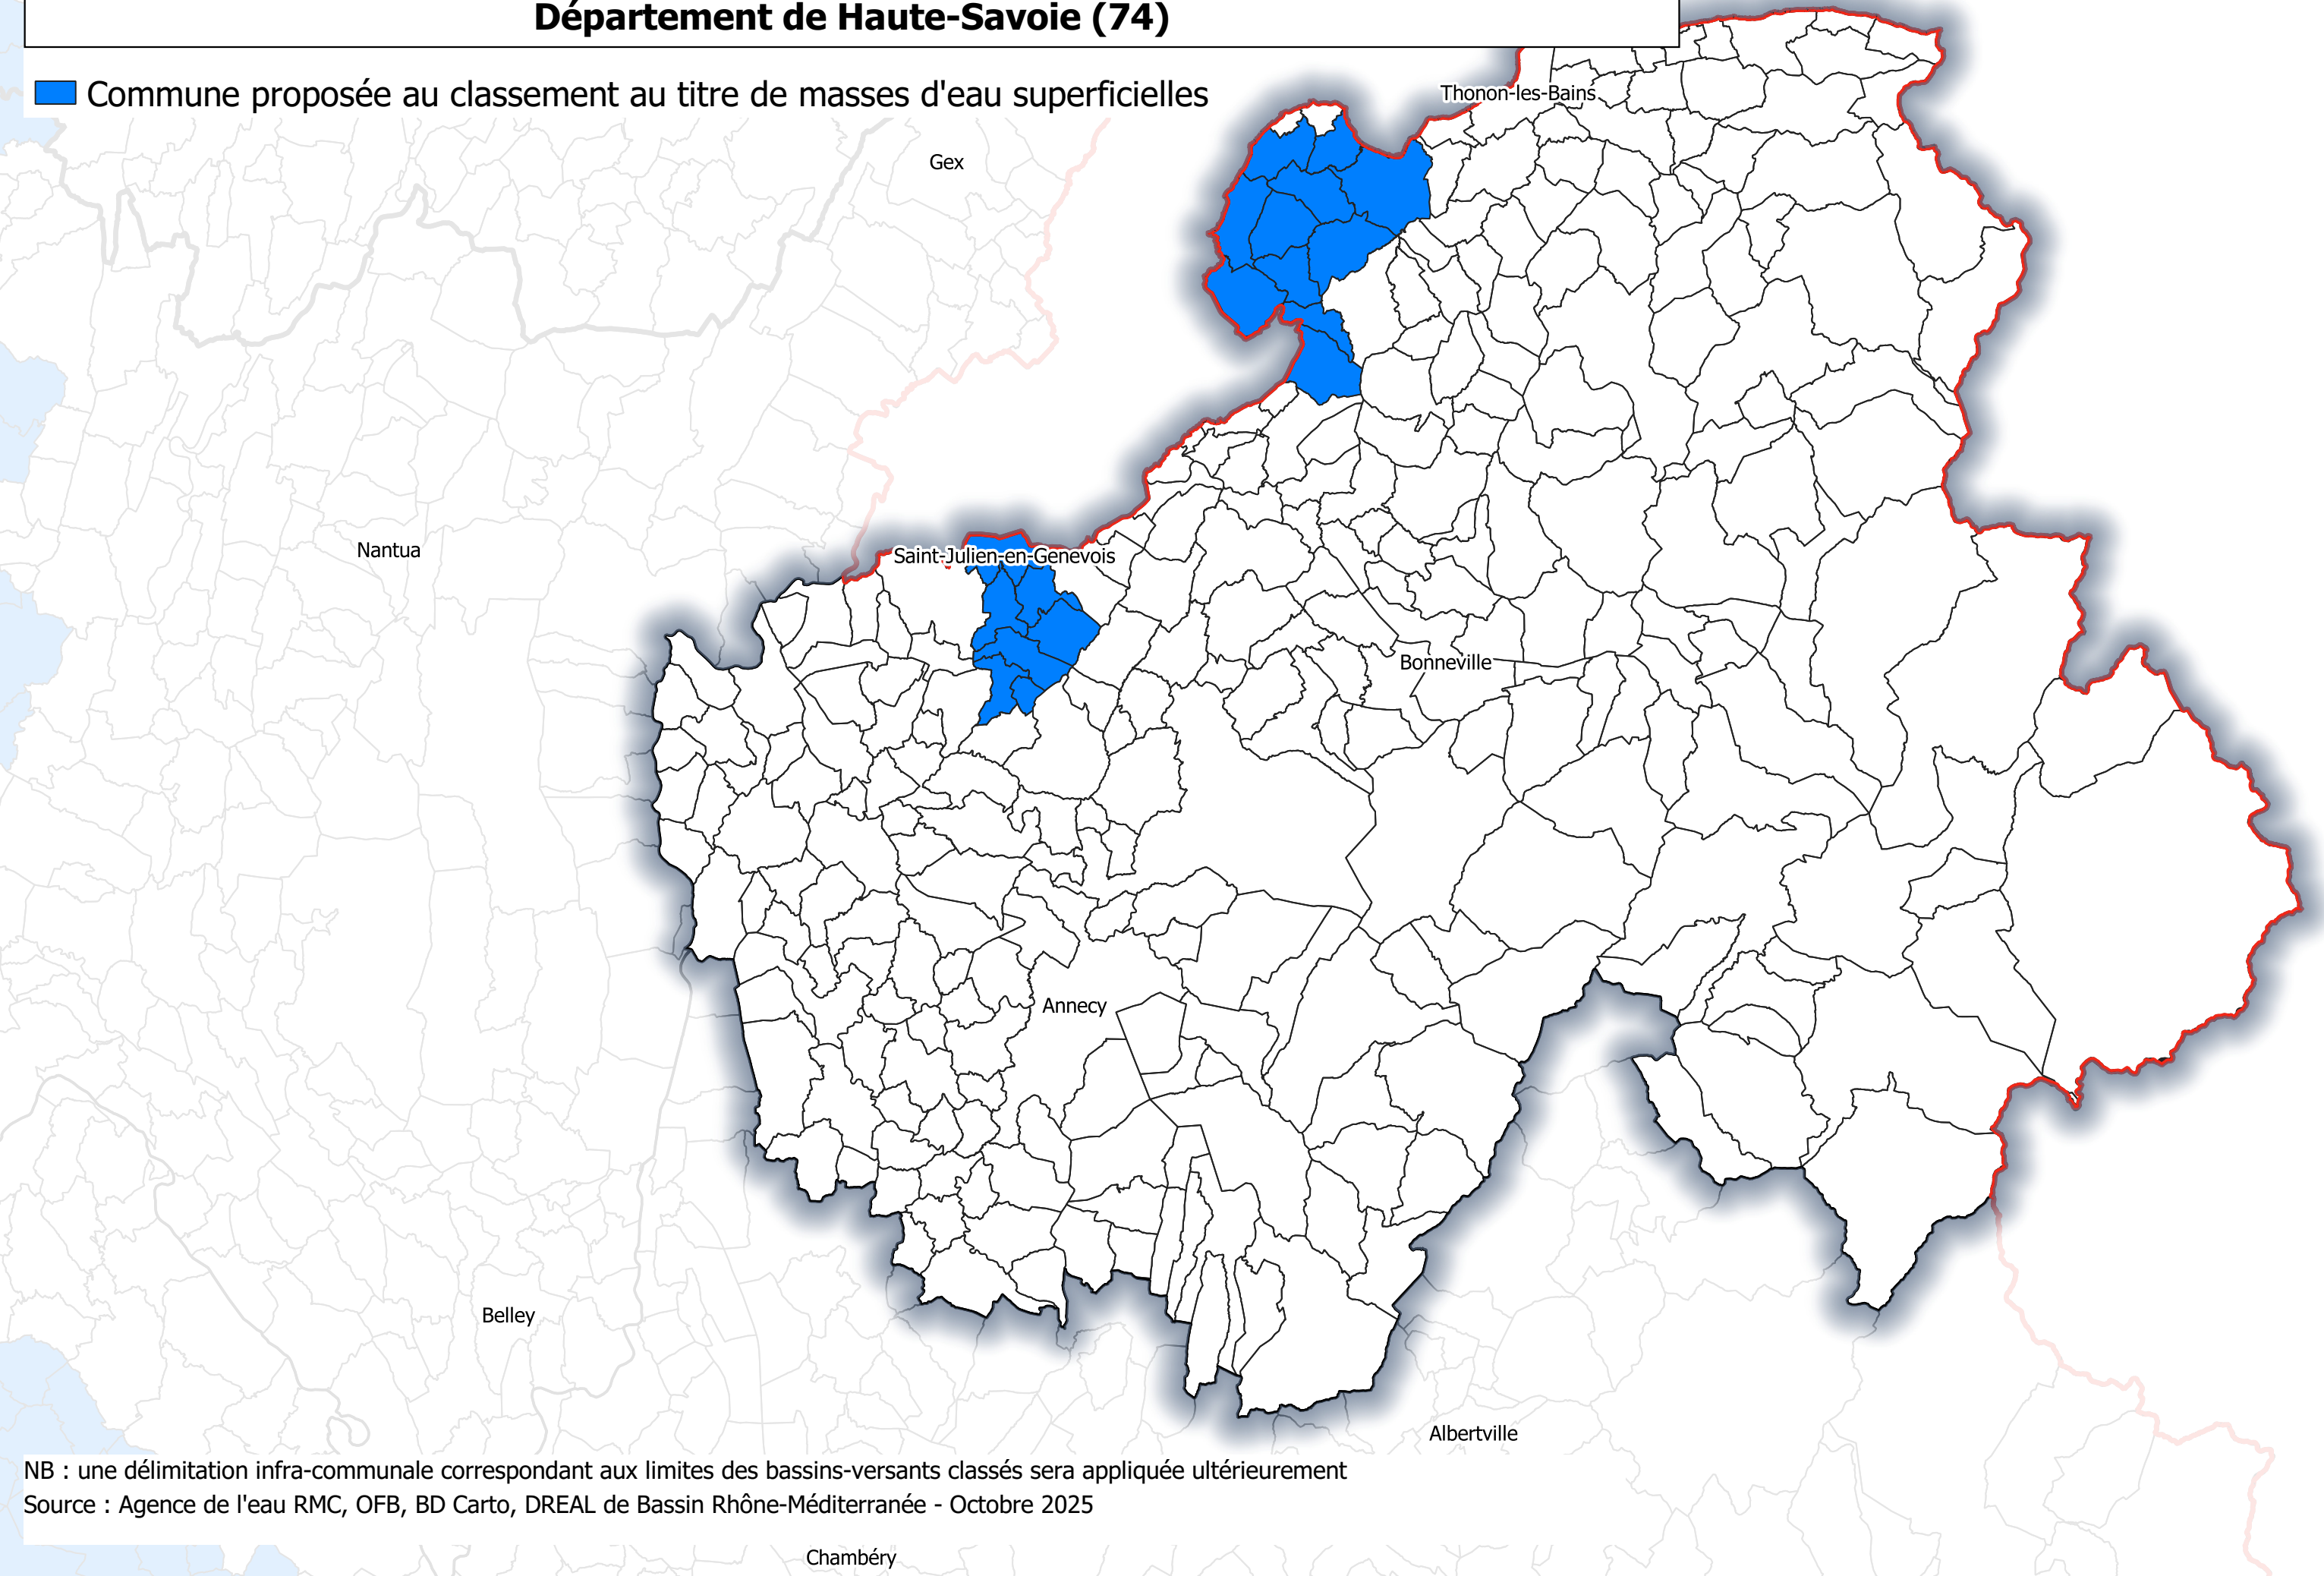 Département de Haute-Savoie (74)
Commune proposée au classement au titre de masses d'eau superficielles
Thonon-les-Bains
Gex
Nantua
Saint-Julien-en-Genevois
Bonneville
Annecy
Belley
Albertville
NB : une délimitation infra-communale correspondant aux limites des bassins-versants classés sera appliquée ultérieurement
Source : Agence de l'eau RMC, OFB, BD Carto, DREAL de Bassin Rhône-Méditerranée - Octobre 2025
Chambéry